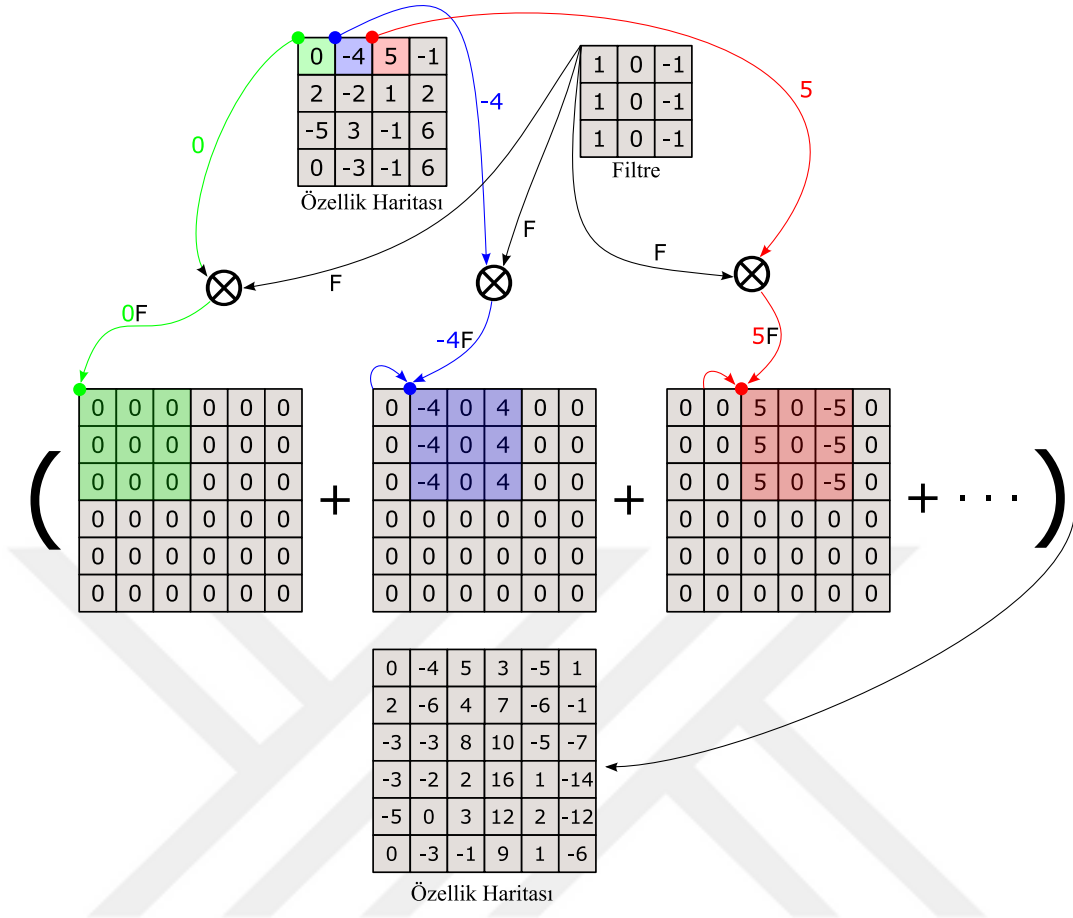 0 -4 5 -1
2 -2 1 2
-5 3 -1 6
0 -3 -1 6
Özellik Haritası
1 0 -1
1 0 -1
1 0 -1
Filtre
0
-4
5
F
F
F
0F
-4F
5F
(
0 0 0 0 0 0
0 0 0 0 0 0
0 0 0 0 0 0
0 0 0 0 0 0
0 0 0 0 0 0
0 0 0 0 0 0
+
0 -4 0 4 0 0
0 -4 0 4 0 0
0 -4 0 4 0 0
0 0 0 0 0 0
0 0 0 0 0 0
0 0 0 0 0 0
+
0 0 5 0 -5 0
0 0 5 0 -5 0
0 0 5 0 -5 0
0 0 0 0 0 0
0 0 0 0 0 0
0 0 0 0 0 0
+ · · · )
0 -4 5 3 -5 1
2 -6 4 7 -6 -1
-3 -3 8 10 -5 -7
-3 -2 2 16 1 -14
-5 0 3 12 2 -12
0 -3 -1 9 1 -6
Özellik Haritası